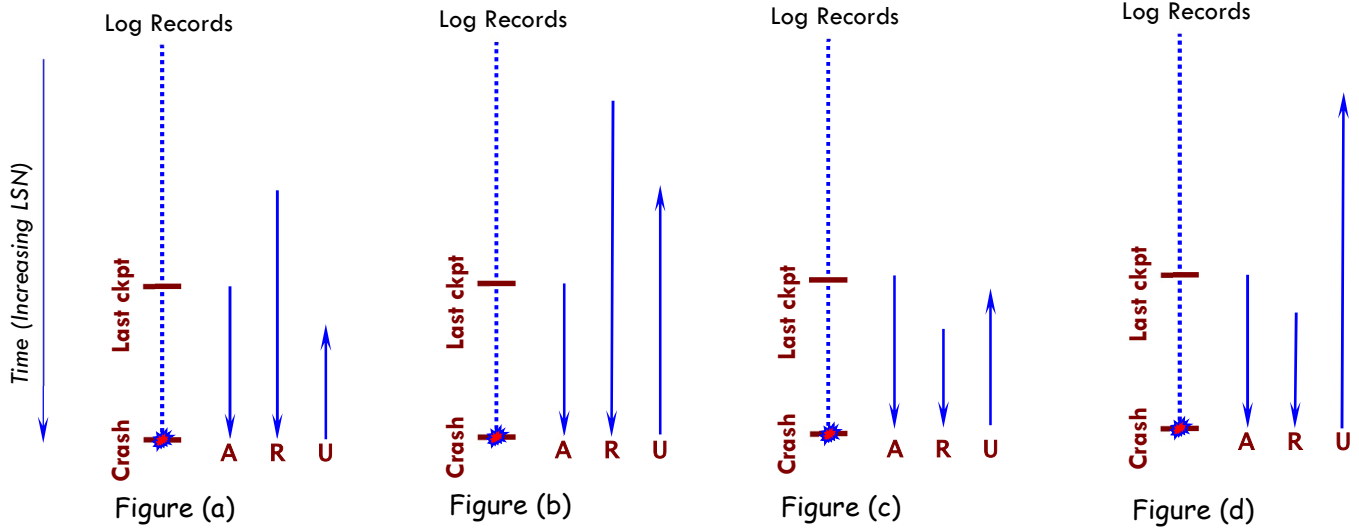 Log Records
Time (Increasing LSN)
Last ckpt
Crash
A R U
Figure (a)
Log Records
Last ckpt
Crash
A R U
Figure (b)
Log Records
Last ckpt
Crash
A R U
Figure (c)
Log Records
Last ckpt
Crash
A R U
Figure (d)